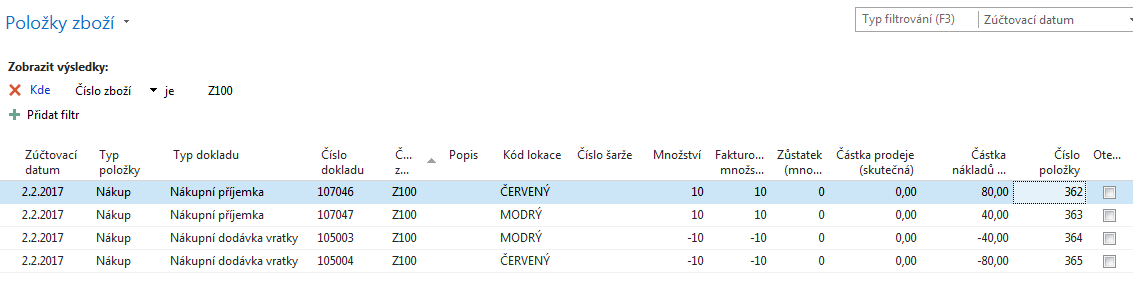 Položky zboží
Typ filtrování (F3) Zúčtovací datum
Zobrazit výsledky:
Kde Číslo zboží je Z100
Přidat filtr
Zúčtovací datum Typ položky Typ dokladu Číslo dokladu Č... z... Popis Kód lokace Číslo šarže Množství Fakturo... množs... Zůstatek (mno... Částka prodeje (skutečná) Částka nákladů ... Číslo položky Ote...
2.2.2017 Nákup Nákupní příjemka 107046 Z100 ČERVENÝ 10 10 0 0,00 80,00 362
2.2.2017 Nákup Nákupní příjemka 107047 Z100 MODRÝ 10 10 0 0,00 40,00 363
2.2.2017 Nákup Nákupní dodávka vratky 105003 Z100 MODRÝ -10 -10 0 0,00 -40,00 364
2.2.2017 Nákup Nákupní dodávka vratky 105004 Z100 ČERVENÝ -10 -10 0 0,00 -80,00 365